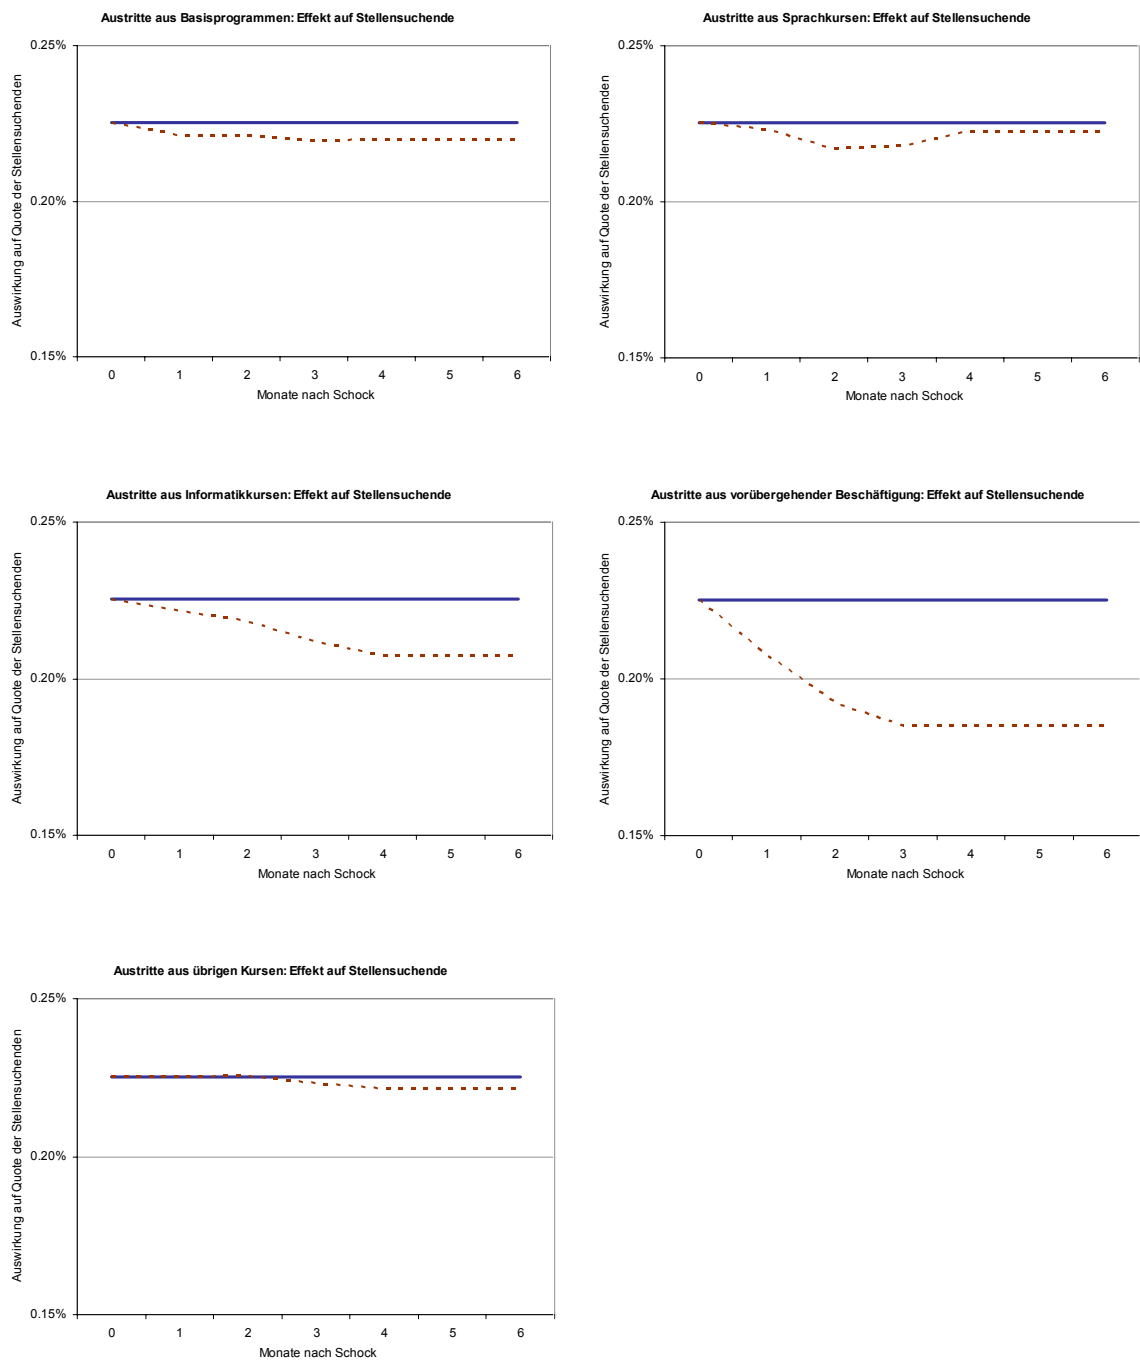 Austritte aus Basisprogrammen: Effekt auf Stellensuchende
0.25%
0.20%
0.15%
Auswirkung auf Quote der Stellensuchenden
0 1 2 3 4 5 6
Monate nach Schock
Austritte aus Sprachkursen: Effekt auf Stellensuchende
0.25%
0.20%
0.15%
Auswirkung auf Quote der Stellensuchenden
0 1 2 3 4 5 6
Monate nach Schock
Austritte aus Informatikkursen: Effekt auf Stellensuchende
0.25%
0.20%
0.15%
Auswirkung auf Quote der Stellensuchenden
0 1 2 3 4 5 6
Monate nach Schock
Austritte aus vorübergehender Beschäftigung: Effekt auf Stellensuchende
0.25%
0.20%
0.15%
Auswirkung auf Quote der Stellensuchenden
0 1 2 3 4 5 6
Monate nach Schock
Austritte aus übrigen Kursen: Effekt auf Stellensuchende
0.25%
0.20%
0.15%
Auswirkung auf Quote der Stellensuchenden
0 1 2 3 4 5 6
Monate nach Schock